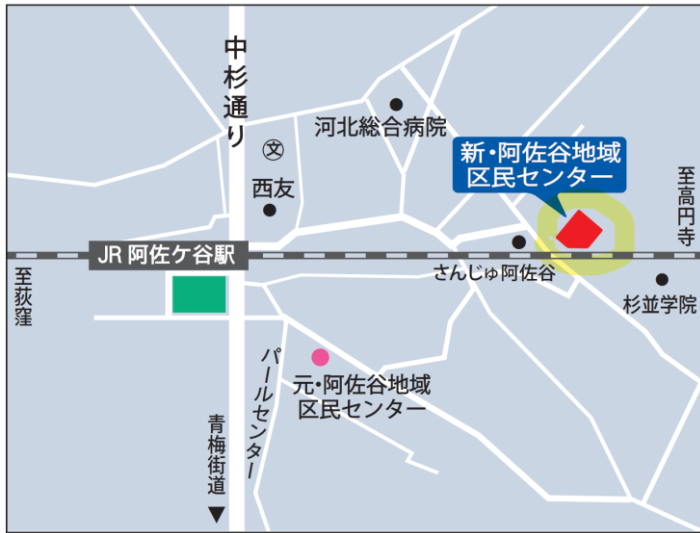 中杉通り
河北総合病院
文
西友
新・阿佐谷地域
区民センター
至高円寺
JR 阿佐ケ谷駅
さんじゅ阿佐谷
至荻窪
杉並学院
パールセンター
元・阿佐谷地域
区民センター
青梅街道